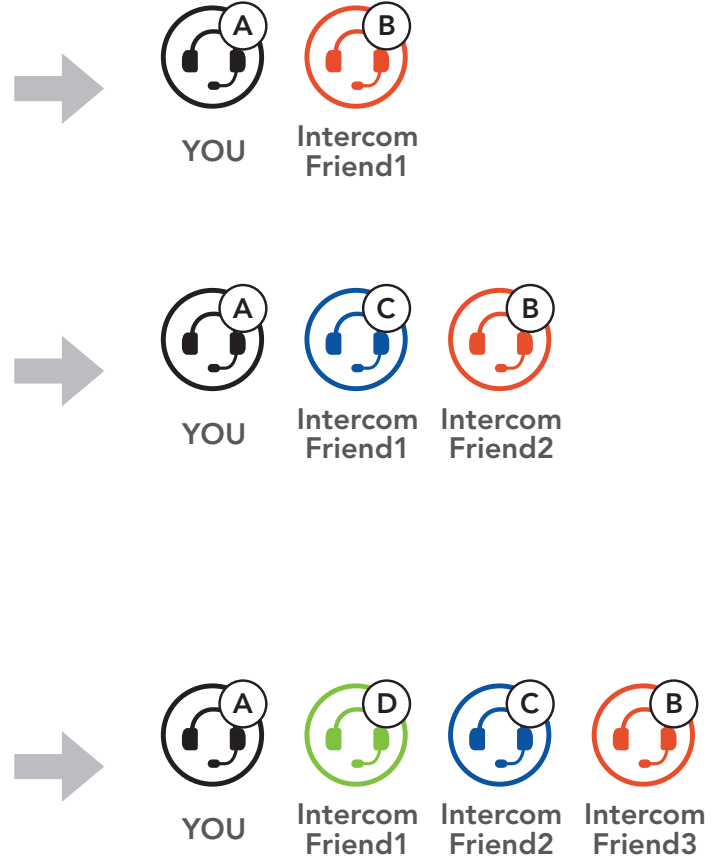 A B
YOU Intercom
Friend1
A C B
YOU Intercom Intercom
Friend1 Friend2
A D C B
YOU Intercom Intercom Intercom
Friend1 Friend2 Friend3